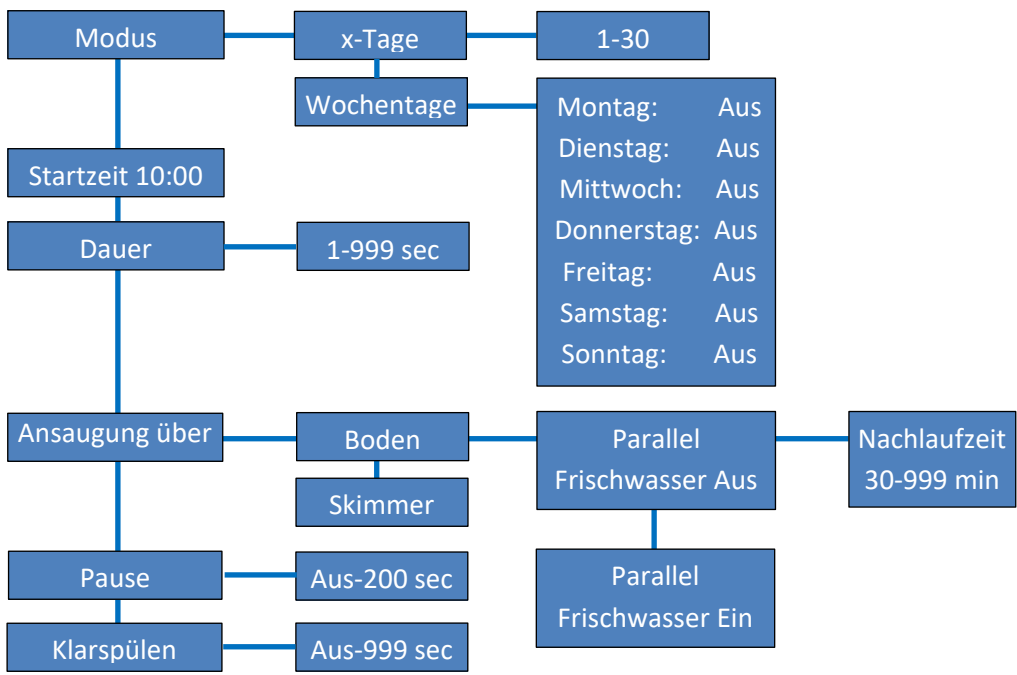 Modus
x-Tage
1-30
Wochentage
Montag: Aus
Dienstag: Aus
Mittwoch: Aus
Donnerstag: Aus
Freitag: Aus
Samstag: Aus
Sonntag: Aus
Startzeit 10:00
Dauer
1-999 sec
Ansaugung über
Boden
Parallel
Frischwasser Aus
Nachlaufzeit
30-999 min
Skimmer
Parallel
Frischwasser Ein
Pause
Aus-200 sec
Klarspülen
Aus-999 sec